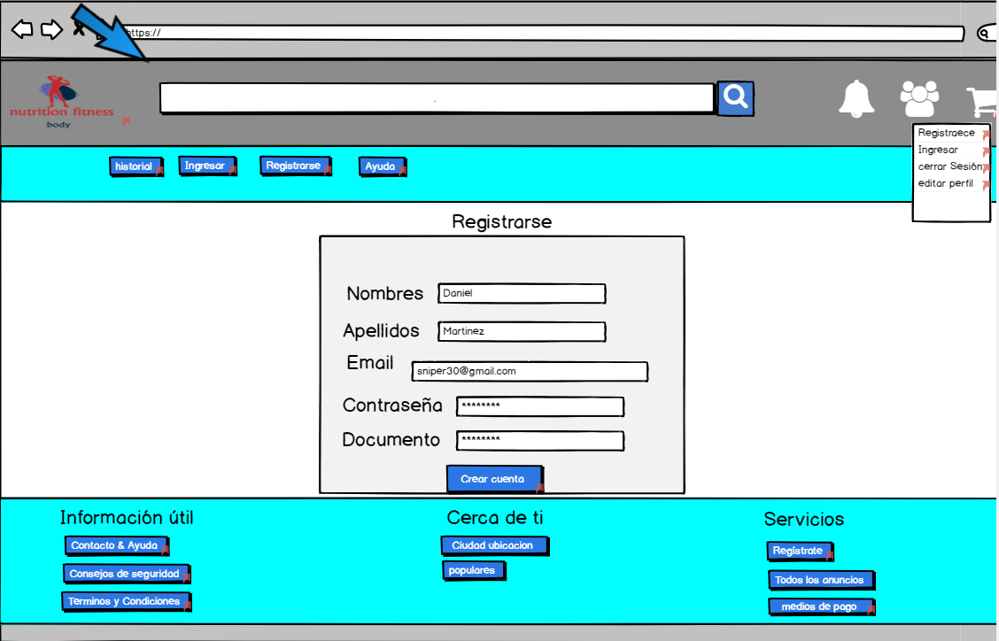 https://
nutrition fitness
body
Registraece
Ingresar
cerrar Sesión
editar perfil
historial
Ingresar
Registrarse
Ayuda
Registrarse
Nombres Daniel
Apellidos Martinez
Email sniper30@gmail.com
Contraseña ********
Documento ********
Crear cuenta
Información útil
Contacto & Ayuda
Consejos de seguridad
Terminos y Condiciones
Cerca de ti
Ciudad ubicacion
populares
Servicios
Registrate
Todos los anuncios
medios de pago